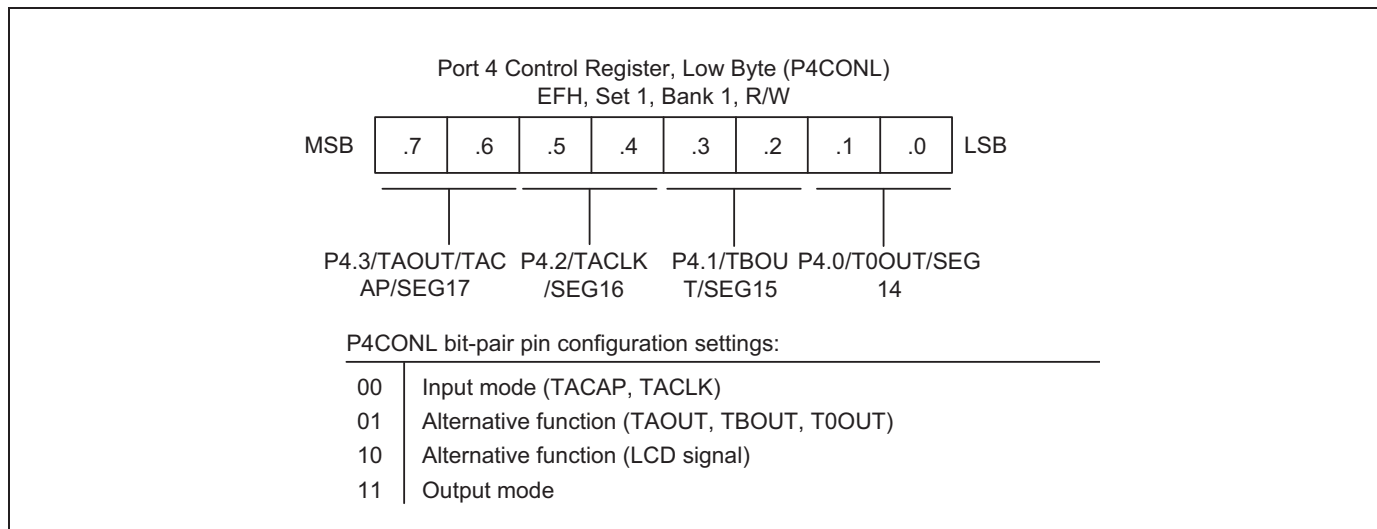 Port 4 Control Register, Low Byte (P4CONL)
EFH, Set 1, Bank 1, R/W
MSB .7 .6 .5 .4 .3 .2 .1 .0 LSB
P4.3/TAOUT/TAC P4.2/TACLK P4.1/TBOU P4.0/T0OUT/SEG
AP/SEG17 /SEG16 T/SEG15 14
P4CONL bit-pair pin configuration settings:
00 Input mode (TACAP, TACLK)
01 Alternative function (TAOUT, TBOUT, T0OUT)
10 Alternative function (LCD signal)
11 Output mode